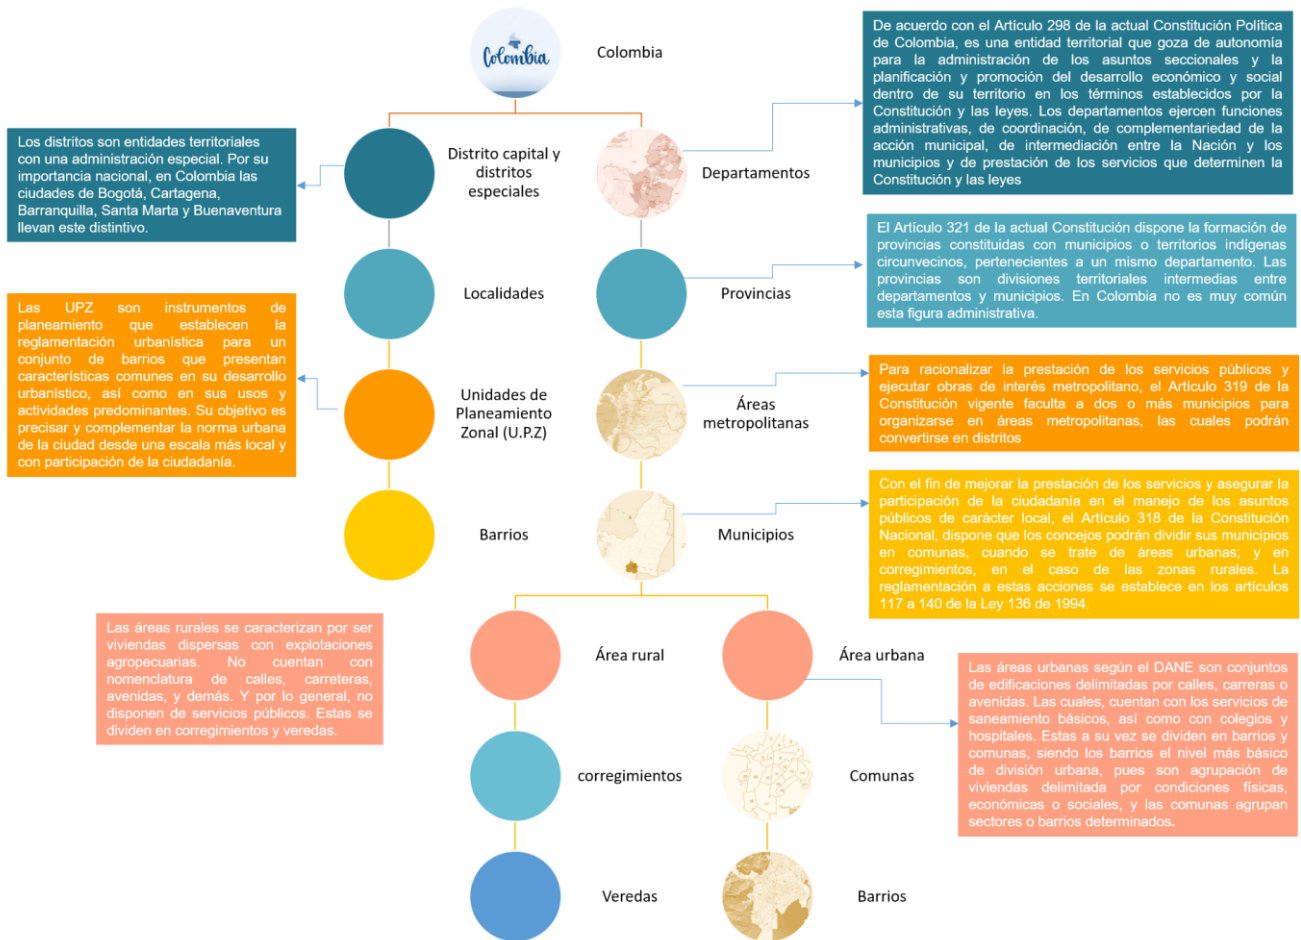 Colombia
Colombia
De acuerdo con el Artículo 298 de la actual Constitución Política
de Colombia, es una entidad territorial que goza de autonomía
para la administración de los asuntos seccionales y la
planificación y promoción del desarrollo económico y social
dentro de su territorio en los términos establecidos por la
Constitución y las leyes. Los departamentos ejercen funciones
administrativas, de coordinación, de complementariedad de la
acción municipal, de intermediación entre la Nación y los
municipios y de prestación de los servicios que determinen la
Constitución y las leyes
Los distritos son entidades territoriales
con una administración especial. Por su
importancia nacional, en Colombia las
ciudades de Bogotá, Cartagena,
Barranquilla, Santa Marta y Buenaventura
llevan este distintivo.
Distrito capital y
distritos
especiales
Departamentos
El Artículo 321 de la actual Constitución dispone la formación de
provincias constituidas con municipios o territorios indígenas
circunvecinos, pertenecientes a un mismo departamento. Las
provincias son divisiones territoriales intermedias entre
departamentos y municipios. En Colombia no es muy común
esta figura administrativa.
Localidades
Provincias
Las UPZ son instrumentos de
planeamiento que establecen la
reglamentación urbanística para un
conjunto de barrios que presentan
características comunes en su desarrollo
urbanístico, así como en sus usos y
actividades predominantes. Su objetivo es
precisar y complementar la norma urbana
de la ciudad desde una escala más local y
con participación de la ciudadanía.
Unidades de
Planeamiento
Zonal (U.P.Z)
Áreas
metropolitanas
Para racionalizar la prestación de los servicios públicos y
ejecutar obras de interés metropolitano, el Artículo 319 de la
Constitución vigente faculta a dos o más municipios para
organizarse en áreas metropolitanas, las cuales podrán
convertirse en distritos
Barrios
Municipios
Con el fin de mejorar la prestación de los servicios y asegurar la
participación de la ciudadanía en el manejo de los asuntos
públicos de carácter local, el Artículo 318 de la Constitución
Nacional, dispone que los concejos podrán dividir sus municipios
en comunas, cuando se trate de áreas urbanas; y en
corregimientos, en el caso de las zonas rurales. La
reglamentación a estas acciones se establece en los artículos
117 a 140 de la Ley 136 de 1994.
Las áreas rurales se caracterizan por ser
viviendas dispersas con explotaciones
agropecuarias. No cuentan con
nomenclatura de calles, carreteras,
avenidas, y demás. Y por lo general, no
disponen de servicios públicos. Estas se
dividen en corregimientos y veredas.
Área rural
Área urbana
Las áreas urbanas según el DANE son conjuntos
de edificaciones delimitadas por calles, carreras o
avenidas. Las cuales, cuentan con los servicios de
saneamiento básicos, así como con colegios y
hospitales. Estas a su vez se dividen en barrios y
comunas, siendo los barrios el nivel más básico
de división urbana, pues son agrupación de
viviendas delimitada por condiciones físicas,
económicas o sociales, y las comunas agrupan
sectores o barrios determinados.
corregimientos
Comunas
Veredas
Barrios